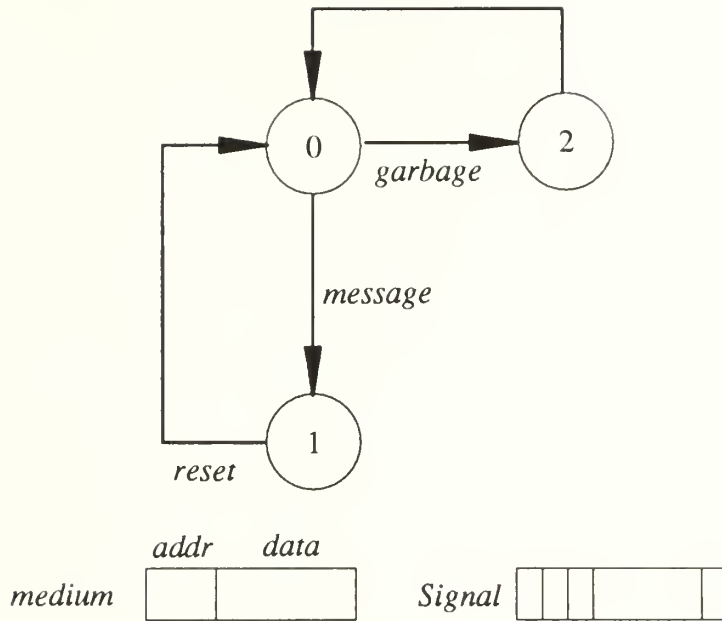 0
2
garbage
message
1
reset
addr data
medium
Signal